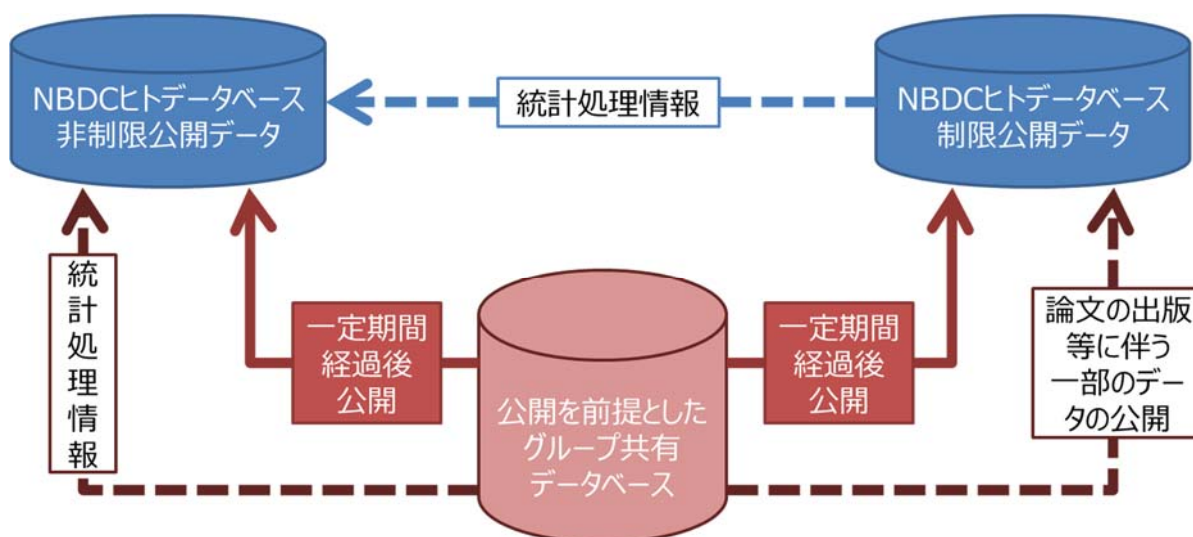 NBDCヒトデータベース
非制限公開データ
統計処理情報
NBDCヒトデータベース
制限公開データ
統計処理情報
一定期間
経過後
公開
公開を前提とした
グループ共有
データベース
一定期間
経過後
公開
論文の出版
等に伴う
一部のデー
タの公開